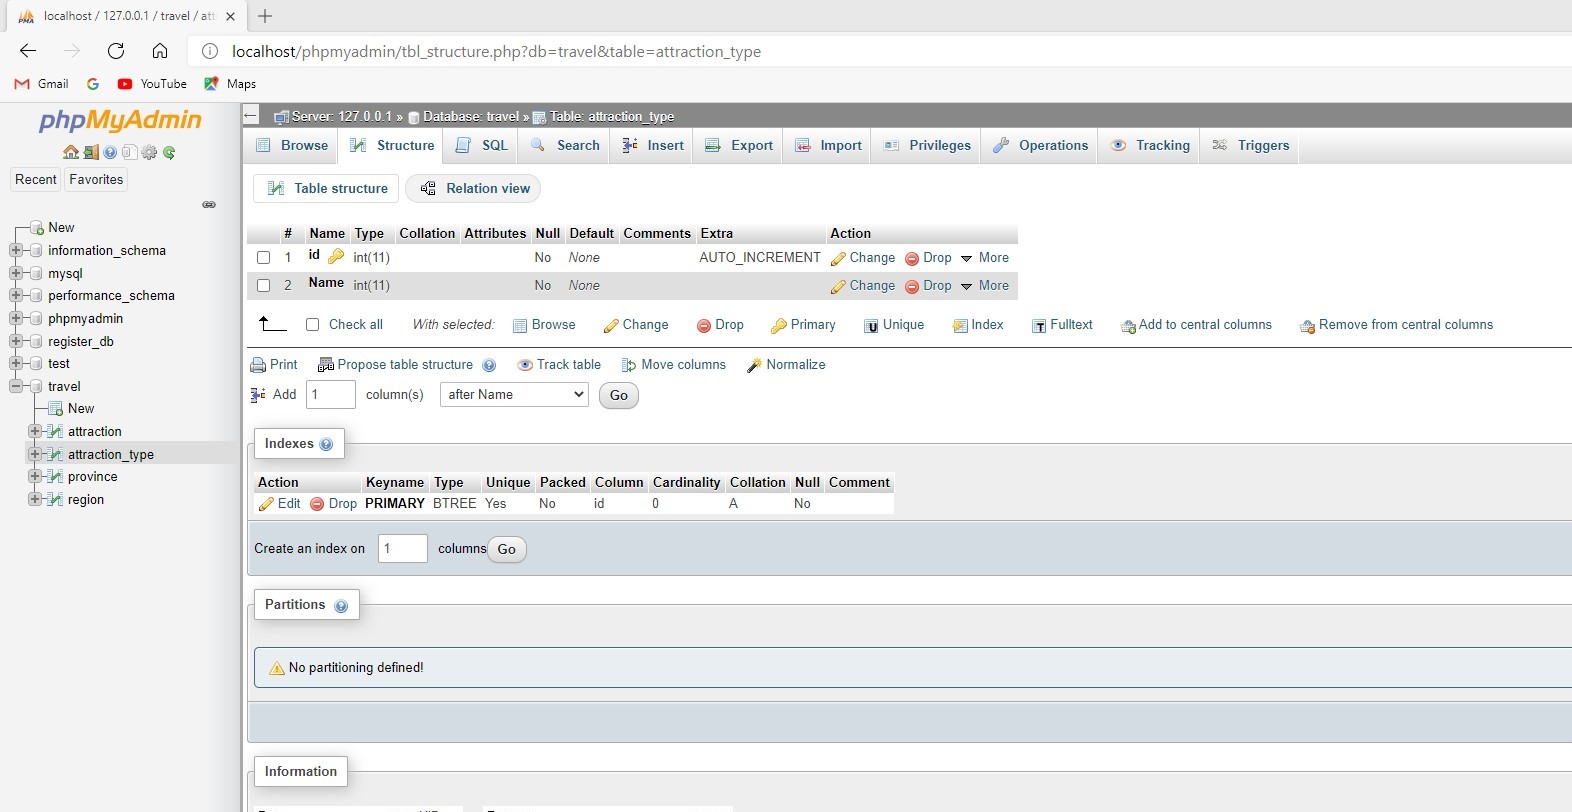 localhost / 127.0.0.1 / travel / att
localhost/phpmyadmin/tbl_structure.php?db=travel&table=attraction_type
Gmail YouTube Maps
phpMyAdmin
Recent Favorites
New
information_schema
mysql
performance_schema
phpmyadmin
register_db
test
travel
New
attraction
attraction_type
province
region
Server: 127.0.0.1 » Database: travel » Table: attraction_type
Browse Structure SQL Search Insert Export Import Privileges Operations Tracking Triggers
Table structure Relation view
# Name Type Collation Attributes Null Default Comments Extra Action
1 id int(11) No None AUTO_INCREMENT Change Drop More
2 Name int(11) No None Change Drop More
Check all With selected: Browse Change Drop Primary Unique Index Fulltext Add to central columns Remove from central columns
Print Propose table structure Track table Move columns Normalize
Add 1 column(s) after Name Go
Indexes
Action Keyname Type Unique Packed Column Cardinality Collation Null Comment
Edit Drop PRIMARY BTREE Yes No id 0 A No
Create an index on 1 columns Go
Partitions
No partitioning defined!
Information